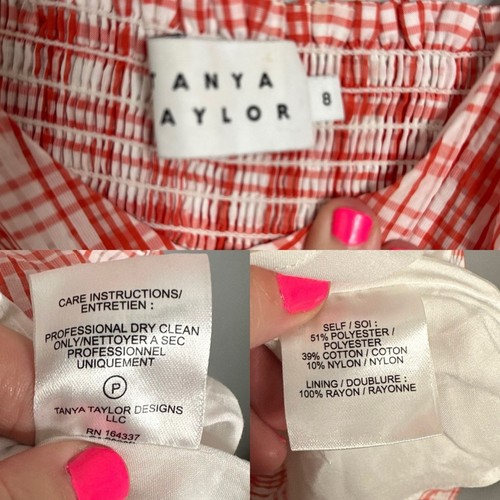 TANYA
AYLOR
8
CARE INSTRUCTIONS/
ENTRETIEN :
PROFESSIONAL DRY CLEAN
ONLY/NETTOYER A SEC
PROFESSIONNEL
UNIQUEMENT
P
TANYA TAYLOR DESIGNS
LLC
RN 164337
SELF / SOI :
51% POLYESTER /
POLYESTER
39% COTTON / COTON
10% NYLON / NYLON
LINING / DOUBLURE :
100% RAYON / RAYONNE